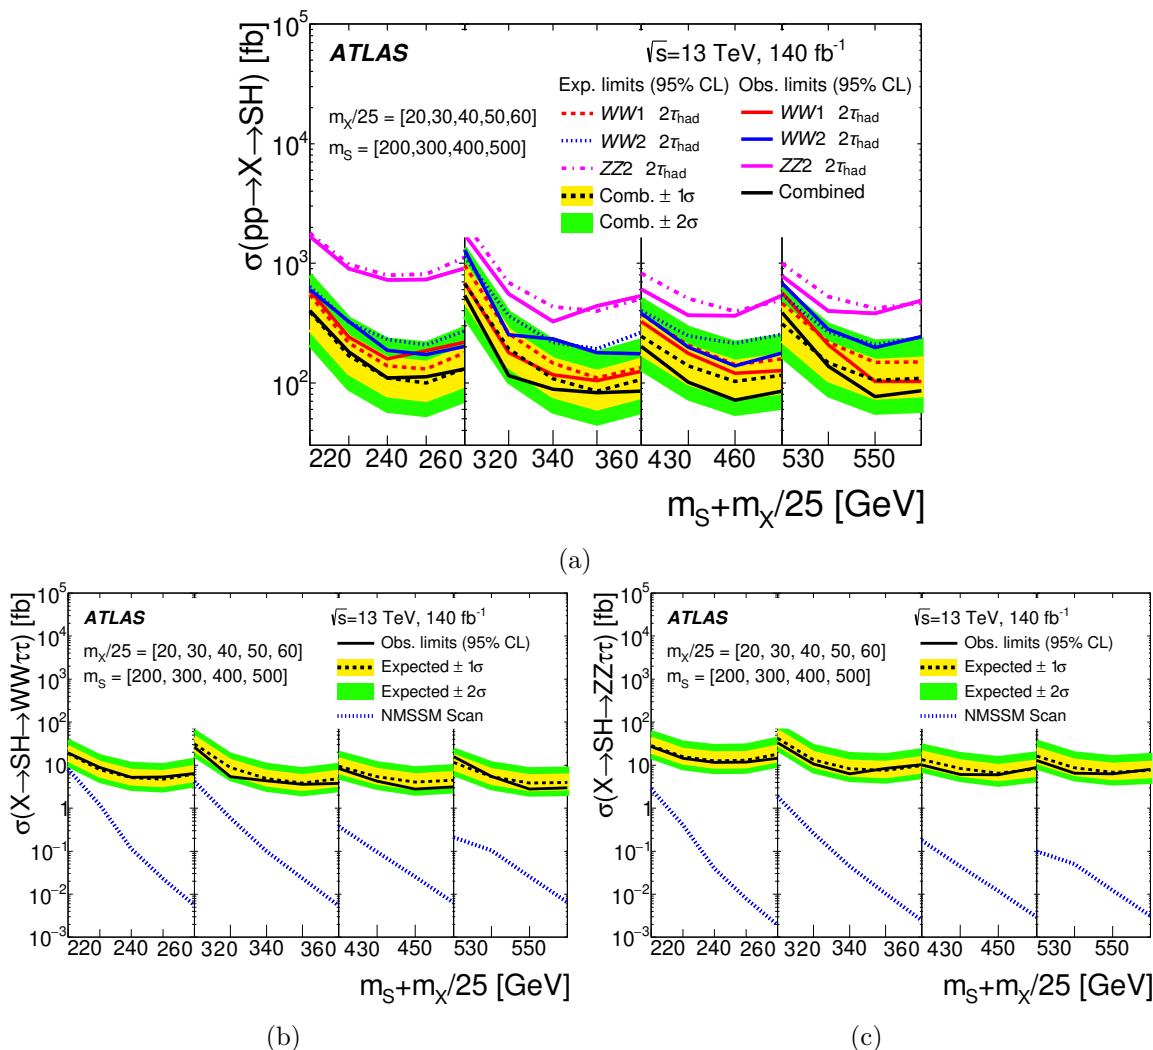 σ(pp→X→SH) [fb]
10⁵
10⁴
10³
10²
ATLAS
√s=13 TeV, 140 fb⁻¹
Exp. limits (95% CL) Obs. limits (95% CL)
m_X/25 = [20,30,40,50,60]
m_S = [200,300,400,500]
WW1 2τ_had WW1 2τ_had
WW2 2τ_had WW2 2τ_had
ZZ2 2τ_had ZZ2 2τ_had
Comb. ± 1σ Combined
Comb. ± 2σ
220 240 260 320 340 360 430 460 530 550
m_S+m_X/25 [GeV]
(a)
σ(X→SH→WWττ) [fb]
10⁵
10⁴
10³
10²
10
1
10⁻¹
10⁻²
10⁻³
ATLAS
√s=13 TeV, 140 fb⁻¹
m_X/25 = [20, 30, 40, 50, 60]
m_S = [200, 300, 400, 500]
Obs. limits (95% CL)
Expected ± 1σ
Expected ± 2σ
NMSSM Scan
220 240 260 320 340 360 430 450 530 550
m_S+m_X/25 [GeV]
(b)
σ(X→SH→ZZττ) [fb]
10⁵
10⁴
10³
10²
10
1
10⁻¹
10⁻²
10⁻³
ATLAS
√s=13 TeV, 140 fb⁻¹
m_X/25 = [20, 30, 40, 50, 60]
m_S = [200, 300, 400, 500]
Obs. limits (95% CL)
Expected ± 1σ
Expected ± 2σ
NMSSM Scan
220 240 260 320 340 360 430 450 530 550
m_S+m_X/25 [GeV]
(c)